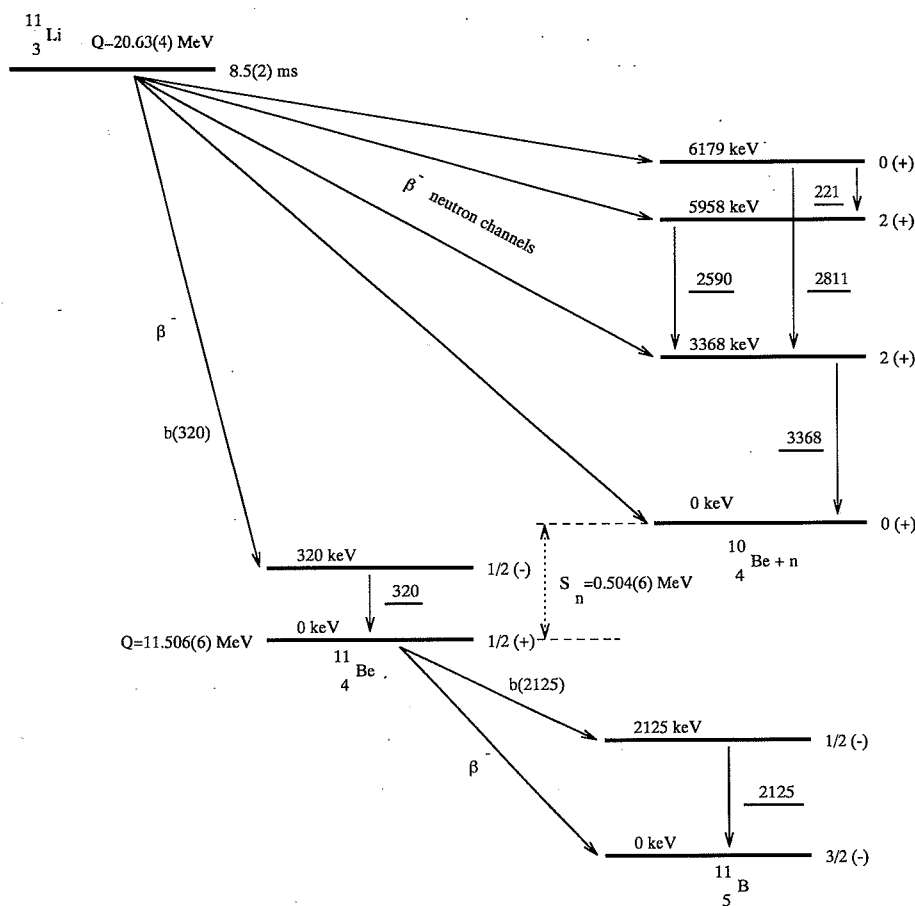 11
3 Li Q=20.63(4) MeV
8.5(2) ms
6179 keV 0 (+)
221
5958 keV 2 (+)
β⁻ neutron channels
2590 2811
β⁻
3368 keV 2 (+)
b(320)
3368
0 keV 0 (+)
10
4 Be + n
320 keV 1/2 (-)
S n =0.504(6) MeV
320
Q=11.506(6) MeV 0 keV 1/2 (+)
11
4 Be
b(2125)
2125 keV 1/2 (-)
β⁻
2125
0 keV 3/2 (-)
11
5 B